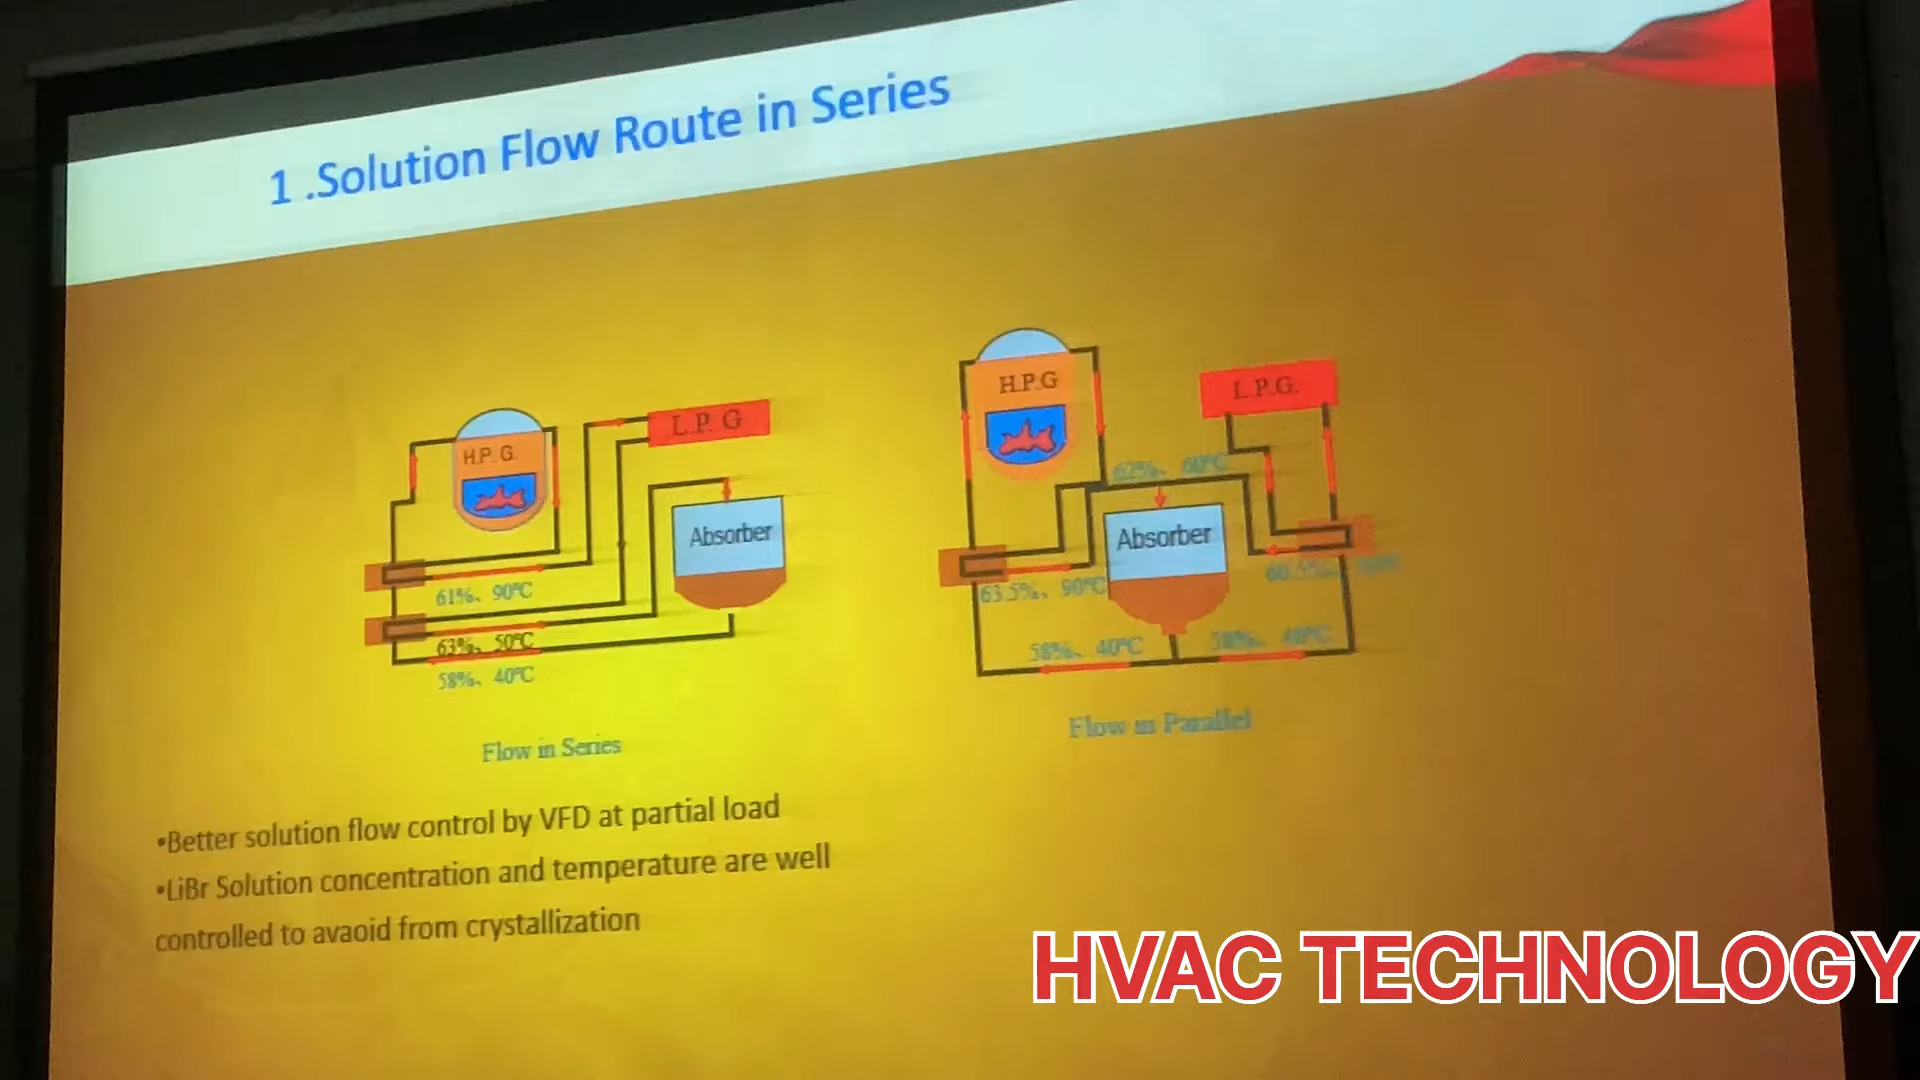 1 .Solution Flow Route in Series
H.P. G.
L.P. G
Absorber
61%、90℃
63%、50℃
58%、40℃
Flow in Series
H.P.G
L.P.G.
62%、60℃
Absorber
63.5%、90℃
58%、40℃
58%、40℃
Flow in Parallel
•Better solution flow control by VFD at partial load
•LiBr Solution concentration and temperature are well
controlled to avaoid from crystallization
HVAC TECHNOLOGY